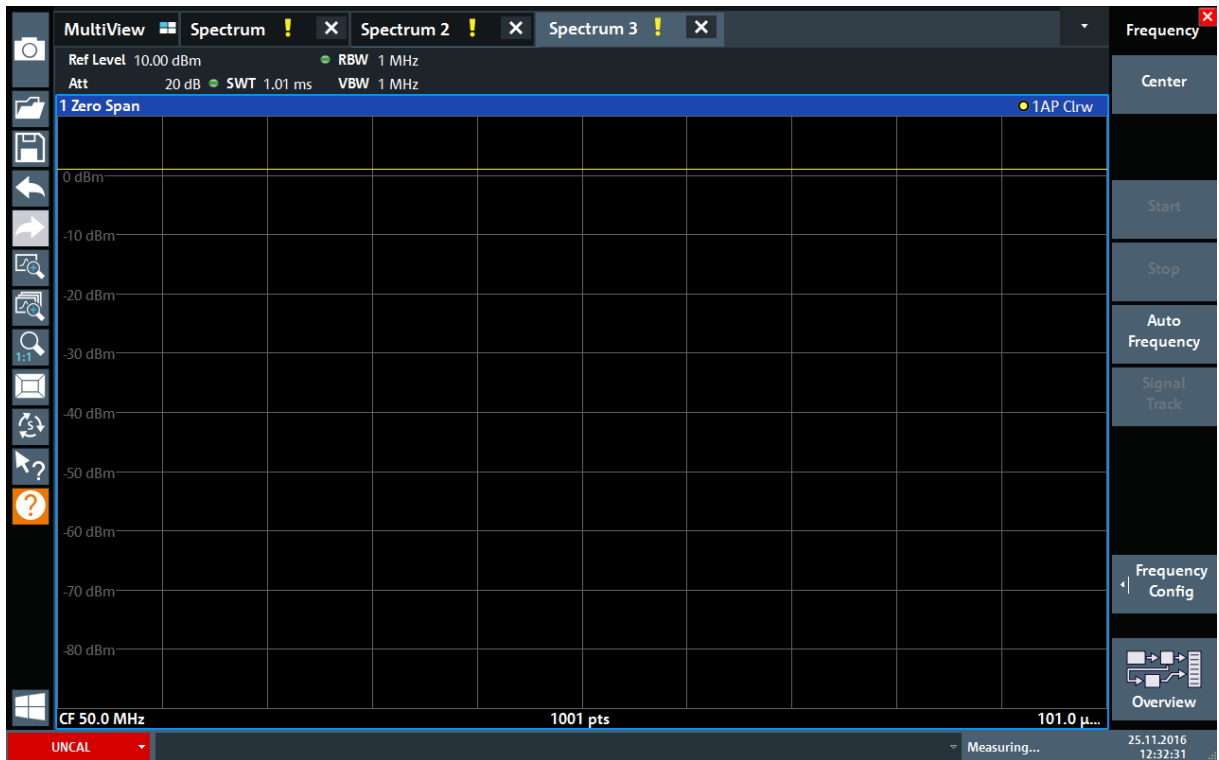 MultiView Spectrum ! X Spectrum 2 ! X Spectrum 3 ! X
Frequency
Ref Level 10.00 dBm RBW 1 MHz
Att 20 dB SWT 1.01 ms VBW 1 MHz
1 Zero Span 1AP Clrw
0 dBm
-10 dBm
-20 dBm
-30 dBm
-40 dBm
-50 dBm
-60 dBm
-70 dBm
-80 dBm
CF 50.0 MHz 1001 pts 101.0 µ...
Center
Start
Stop
Auto
Frequency
Signal
Track
Frequency
Config
Overview
1:1
S
?
?
UNCAL
Measuring...
25.11.2016
12:32:31